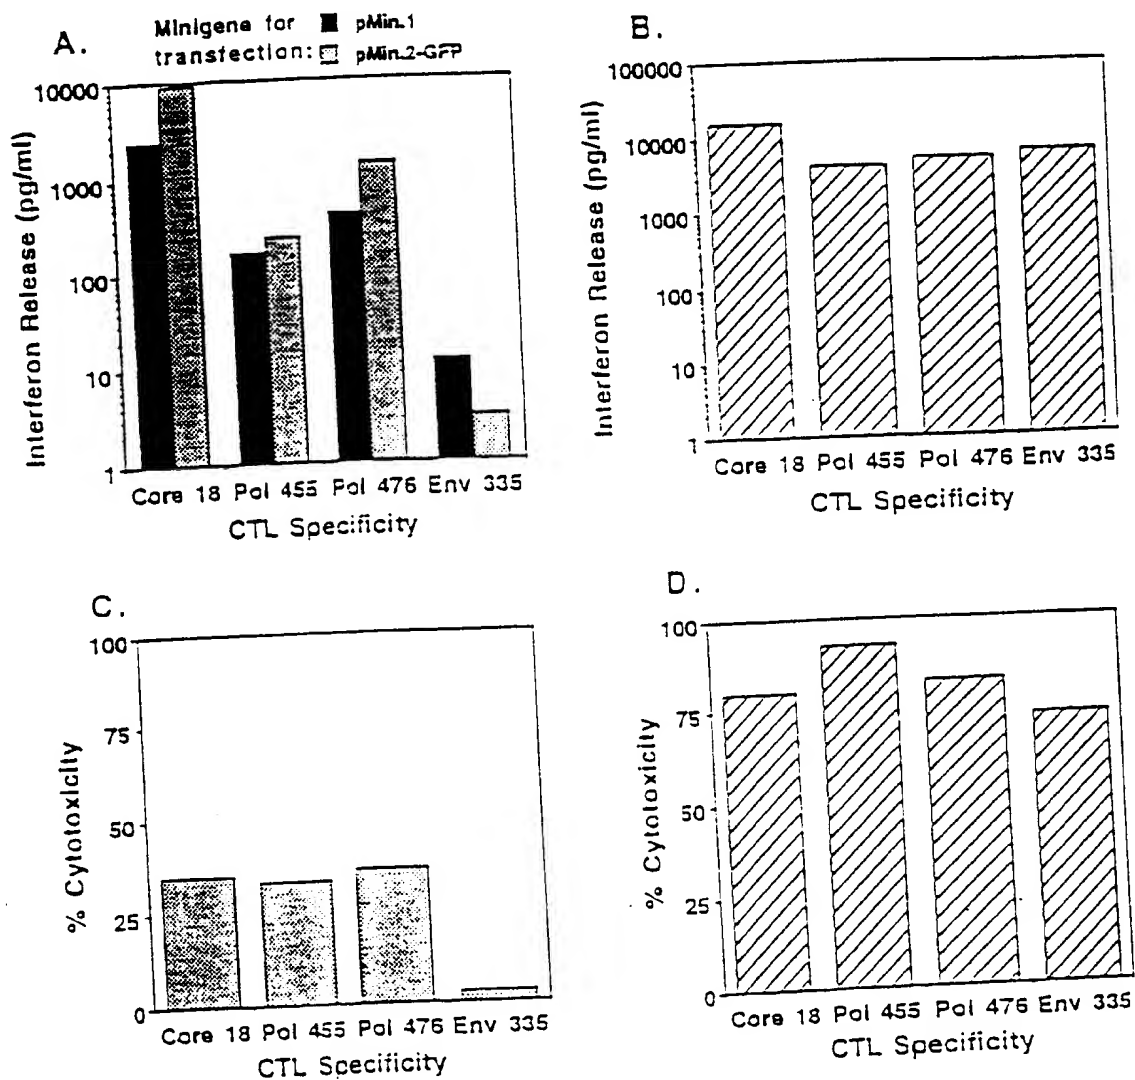 A.
Minigene for ■ pMin.1
transfection: pMin.2-GFP
Interferon Release (pg/ml)
10000
1000
100
10
1
Core 18 Pol 455 Pol 476 Env 335
CTL Specificity
B.
Interferon Release (pg/ml)
100000
10000
1000
100
10
1
Core 18 Pol 455 Pol 476 Env 335
CTL Specificity
C.
% Cytotoxicity
100
75
50
25
0
Core 18 Pol 455 Pol 476 Env 335
CTL Specificity
D.
% Cytotoxicity
100
75
50
25
0
Core 18 Pol 455 Pol 476 Env 335
CTL Specificity